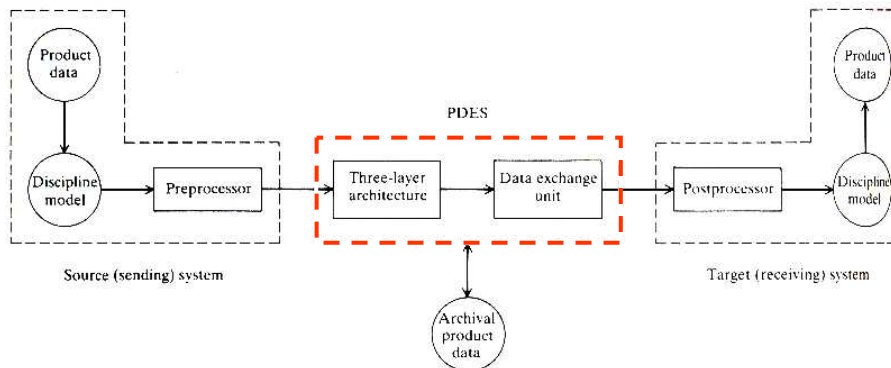 Product
data
Discipline
model
Preprocessor
Source (sending) system
PDES
Three-layer
architecture
Data exchange
unit
Archival
product
data
Postprocessor
Product
data
Discipline
model
Target (receiving) system